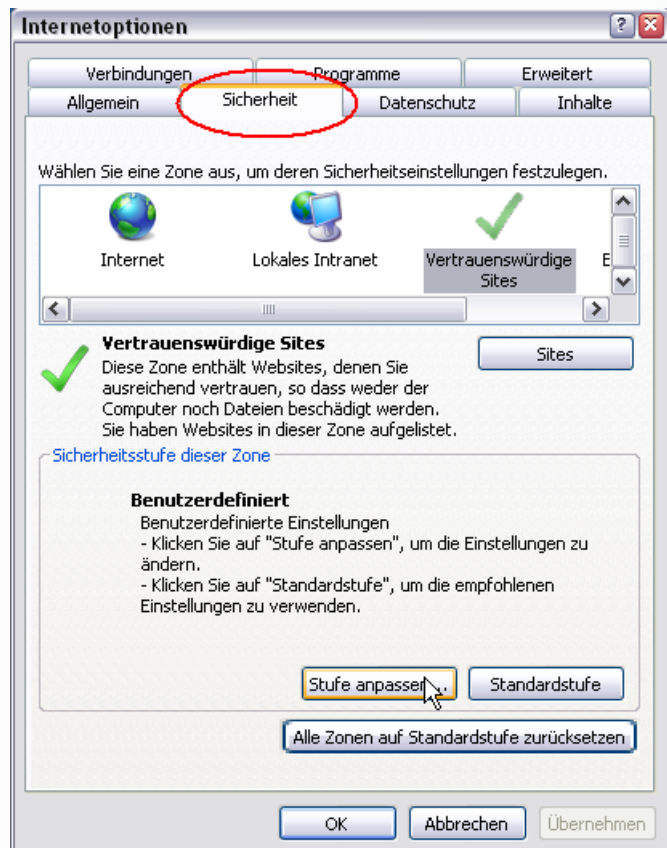 Internetoptionen
Verbindungen Programme Erweitert
Allgemein Sicherheit Datenschutz Inhalte
Wählen Sie eine Zone aus, um deren Sicherheitseinstellungen festzulegen.
Internet Lokales Intranet Vertrauenswürdige E
Sites
Vertrauenswürdige Sites
Sites
Diese Zone enthält Websites, denen Sie
ausreichend vertrauen, so dass weder der
Computer noch Dateien beschädigt werden.
Sie haben Websites in dieser Zone aufgelistet.
Sicherheitsstufe dieser Zone
Benutzerdefiniert
Benutzerdefinierte Einstellungen
- Klicken Sie auf "Stufe anpassen", um die Einstellungen zu
ändern.
- Klicken Sie auf "Standardstufe", um die empfohlenen
Einstellungen zu verwenden.
Stufe anpassen... Standardstufe
Alle Zonen auf Standardstufe zurücksetzen
OK Abbrechen Übernehmen